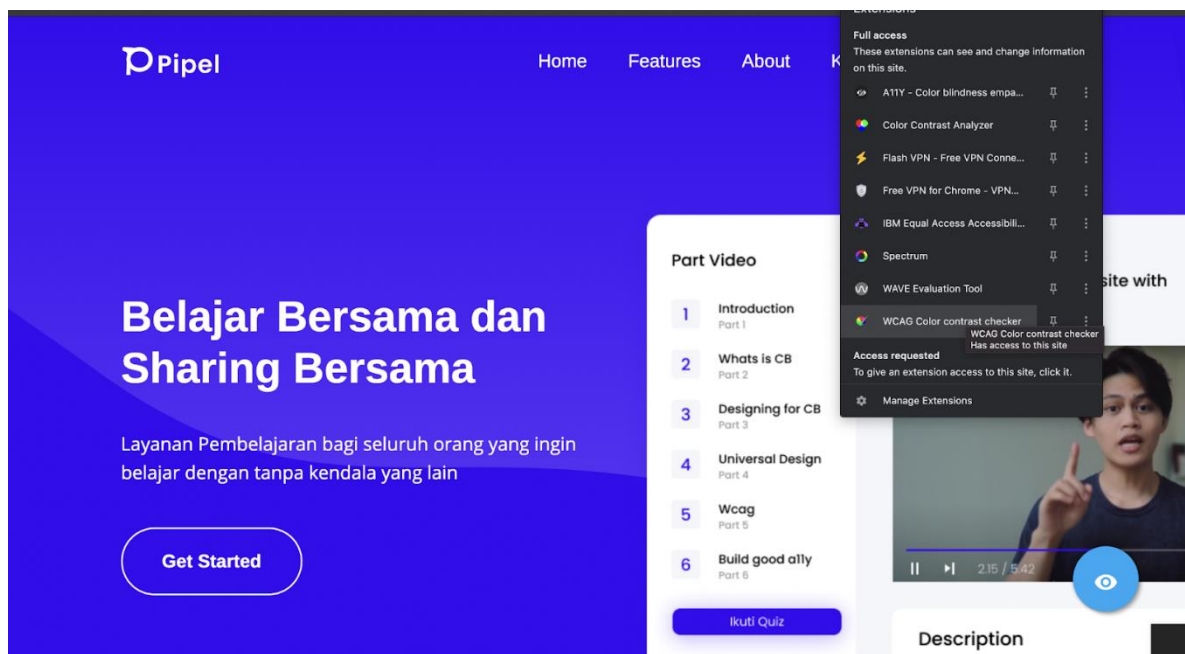 Pipel
Home Features About K
Extensions
Full access
These extensions can see and change information
on this site.
A11Y - Color blindness empa...
Color Contrast Analyzer
Flash VPN - Free VPN Conne...
Free VPN for Chrome - VPN...
IBM Equal Access Accessibili...
Spectrum
WAVE Evaluation Tool
WCAG Color contrast checker
WCAG Color contrast checker
Has access to this site
Access requested
To give an extension access to this site, click it.
Manage Extensions
Belajar Bersama dan
Sharing Bersama
Layanan Pembelajaran bagi seluruh orang yang ingin
belajar dengan tanpa kendala yang lain
Get Started
Part Video
1 Introduction
Part 1
2 Whats is CB
Part 2
3 Designing for CB
Part 3
4 Universal Design
Part 4
5 Wcag
Part 5
6 Build good a11y
Part 6
Ikuti Quiz
site with
2.15 / 5.42
Description